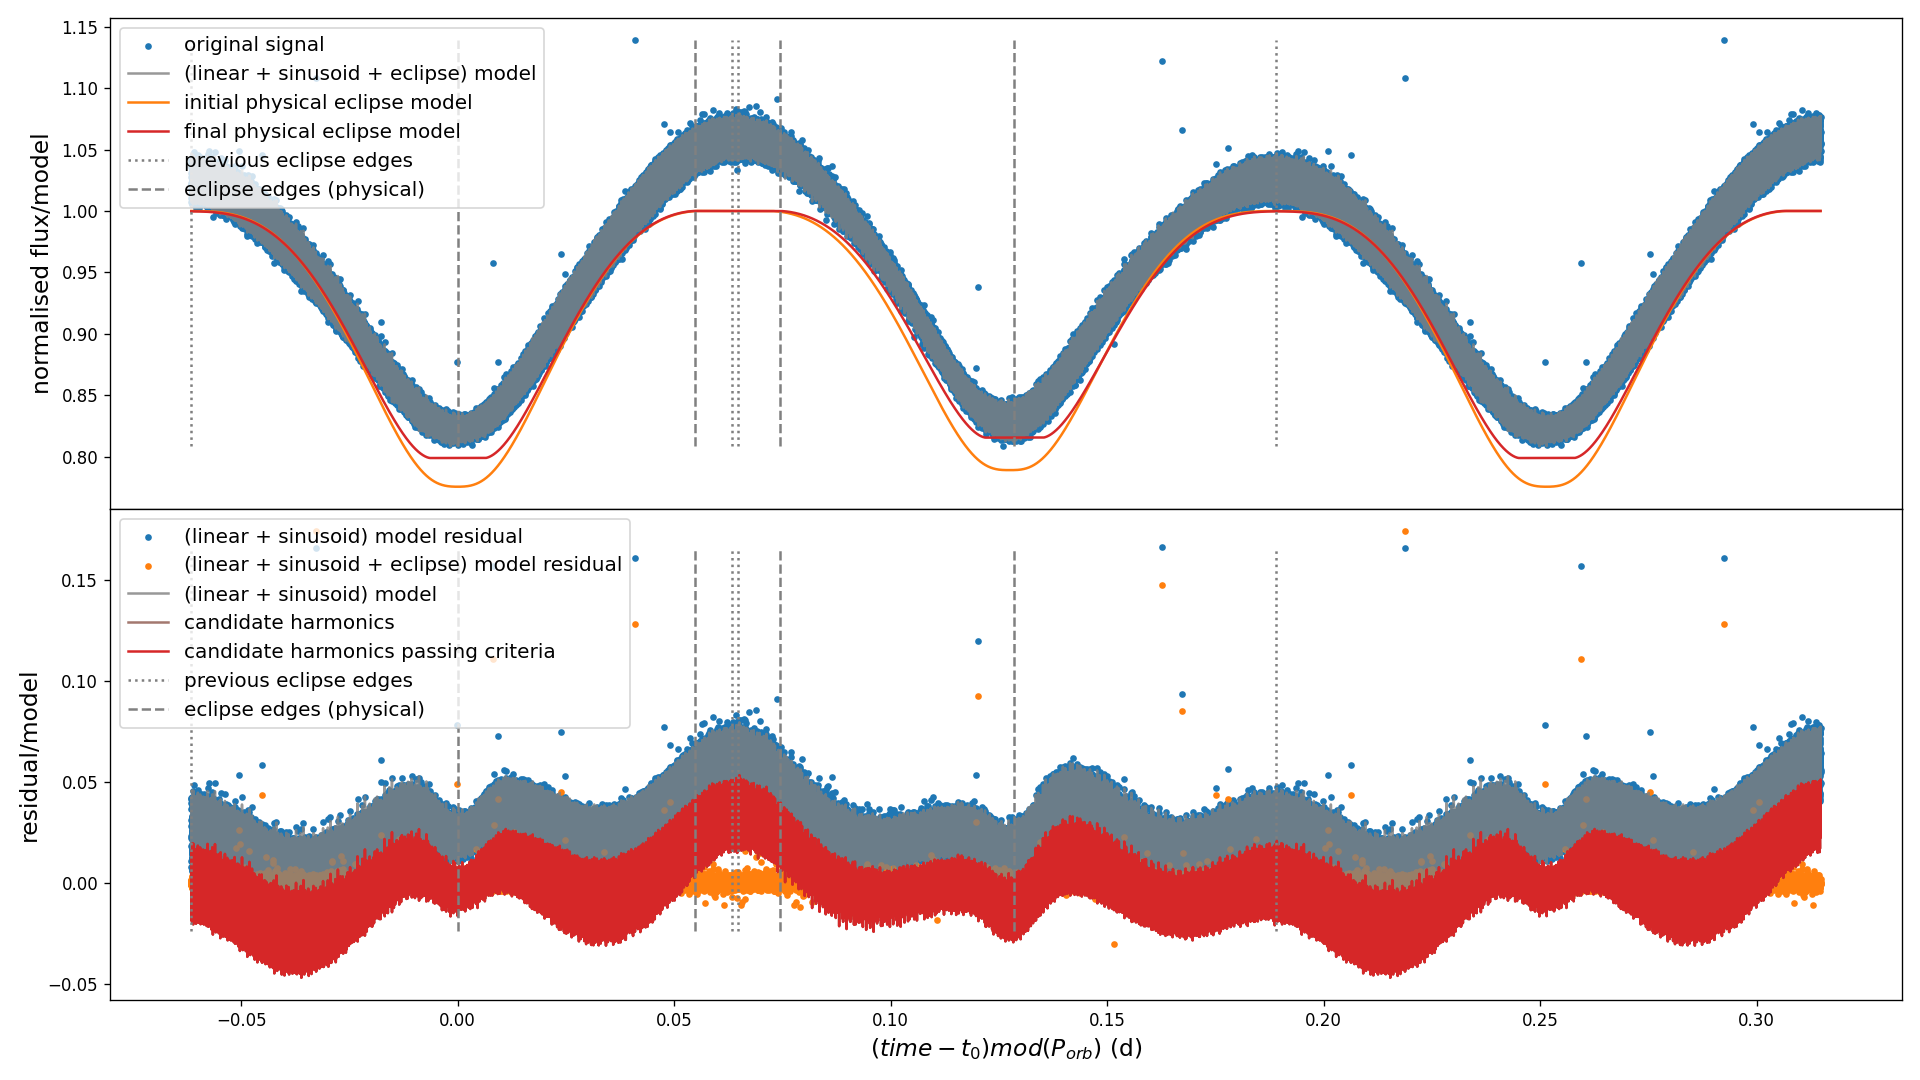 1.15
1.10
1.05
1.00
0.95
0.90
0.85
0.80
normalised flux/model
original signal
(linear + sinusoid + eclipse) model
initial physical eclipse model
final physical eclipse model
previous eclipse edges
eclipse edges (physical)
0.15
0.10
0.05
0.00
−0.05
residual/model
(linear + sinusoid) model residual
(linear + sinusoid + eclipse) model residual
(linear + sinusoid) model
candidate harmonics
candidate harmonics passing criteria
previous eclipse edges
eclipse edges (physical)
−0.05 0.00 0.05 0.10 0.15 0.20 0.25 0.30
(time − t₀)mod(Pₒᵣb) (d)